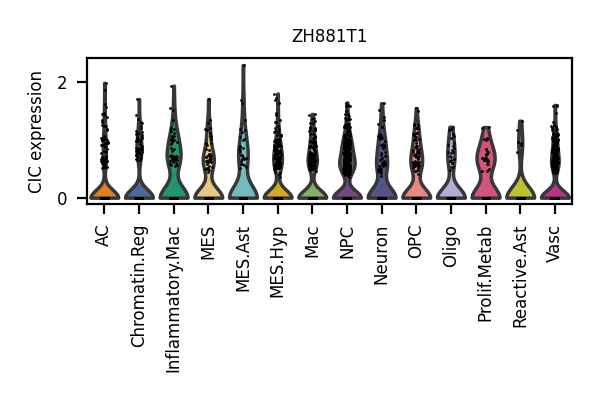 ZH881T1
CIC expression
2
0
AC
Chromatin.Reg
Inflammatory.Mac
MES
MES.Ast
MES.Hyp
Mac
NPC
Neuron
OPC
Oligo
Prolif.Metab
Reactive.Ast
Vasc